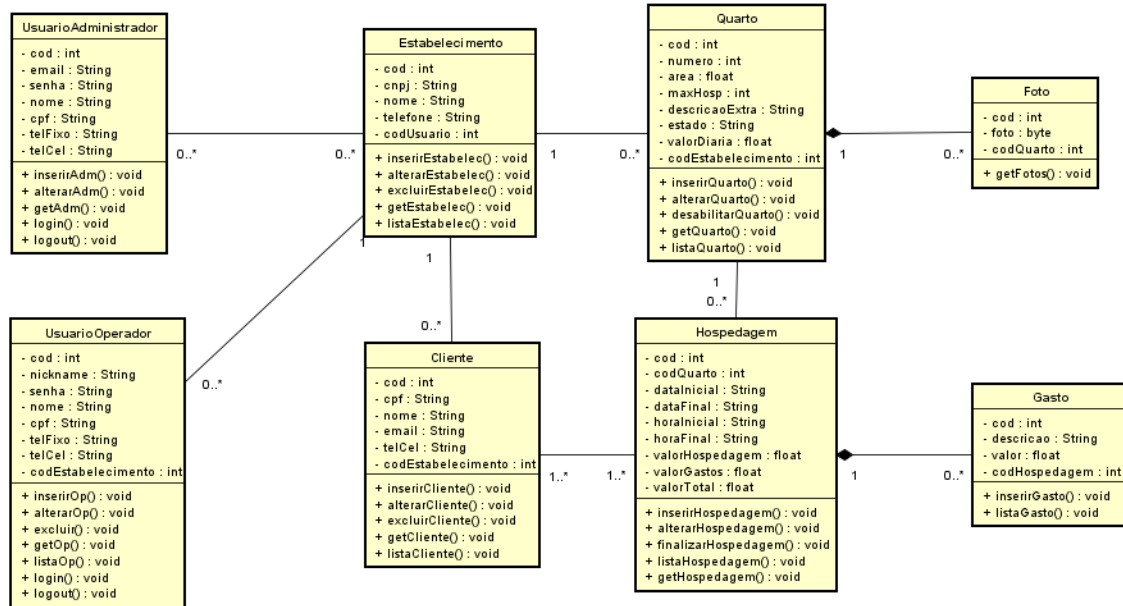 UsuarioAdministrador
- cod : int
- email : String
- senha : String
- nome : String
- cpf : String
- telFixo : String
- telCel : String
+ inserirAdm() : void
+ alterarAdm() : void
+ getAdm() : void
+ login() : void
+ logout() : void
0..*
0..*
Estabelecimento
- cod : int
- cnpj : String
- nome : String
- telefone : String
- codUsuario : int
+ inserirEstabelec() : void
+ alterarEstabelec() : void
+ excluirEstabelec() : void
+ getEstabelec() : void
+ listaEstabelec() : void
1
0..*
Quarto
- cod : int
- numero : int
- area : float
- maxHosp : int
- descricaoExtra : String
- estado : String
- valorDiaria : float
- codEstabelecimento : int
+ inserirQuarto() : void
+ alterarQuarto() : void
+ desabilitarQuarto() : void
+ getQuarto() : void
+ listaQuarto() : void
1
0..*
Foto
- cod : int
- foto : byte
- codQuarto : int
+ getFotos() : void
1
0..*
1
0..*
1
0..*
UsuarioOperador
- cod : int
- nickname : String
- senha : String
- nome : String
- cpf : String
- telFixo : String
- telCel : String
- codEstabelecimento : int
+ inserirOp() : void
+ alterarOp() : void
+ excluir() : void
+ getOp() : void
+ listaOp() : void
+ login() : void
+ logout() : void
Cliente
- cod : int
- cpf : String
- nome : String
- email : String
- telCel : String
- codEstabelecimento : int
+ inserirCliente() : void
+ alterarCliente() : void
+ excluirCliente() : void
+ getCliente() : void
+ listaCliente() : void
1..*
1..*
Hospedagem
- cod : int
- codQuarto : int
- dataInicial : String
- dataFinal : String
- horaInicial : String
- horaFinal : String
- valorHospedagem : float
- valorGastos : float
- valorTotal : float
+ inserirHospedagem() : void
+ alterarHospedagem() : void
+ finalizarHospedagem() : void
+ listaHospedagem() : void
+ getHospedagem() : void
1
0..*
Gasto
- cod : int
- descricao : String
- valor : float
- codHospedagem : int
+ inserirGasto() : void
+ listaGasto() : void